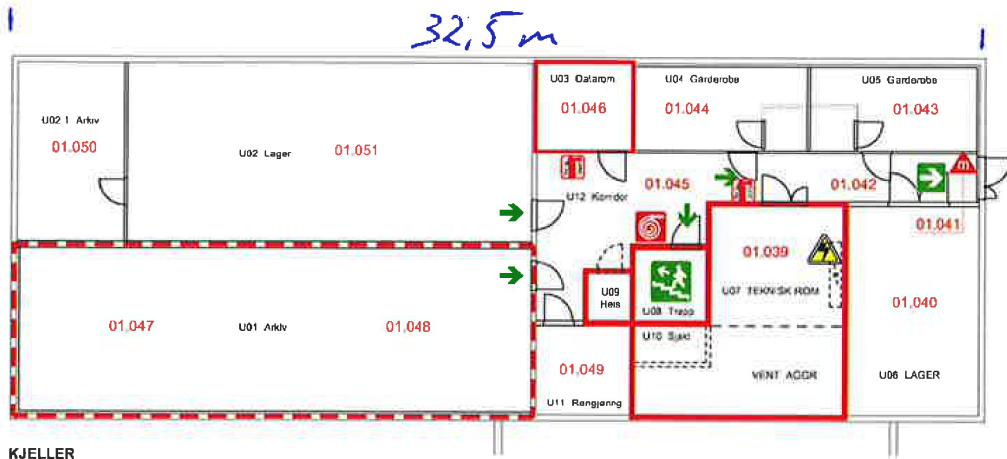 32,5 m
U03 Datarom
01.046
U04 Garderobe
01.044
U05 Garderobe
01.043
U02.1 Arkiv
01.050
U02 Lager
01.051
U12 Korridor
01.045
01.042
01.041
01.047
U01 Arkiv
01.048
U09
Heis
U08 Trapp
01.039
U07 TEKNISK ROM
01.040
U10 Sjakt
01.049
VENT AGGR
U06 LAGER
U11 Rengjøring
KJELLER